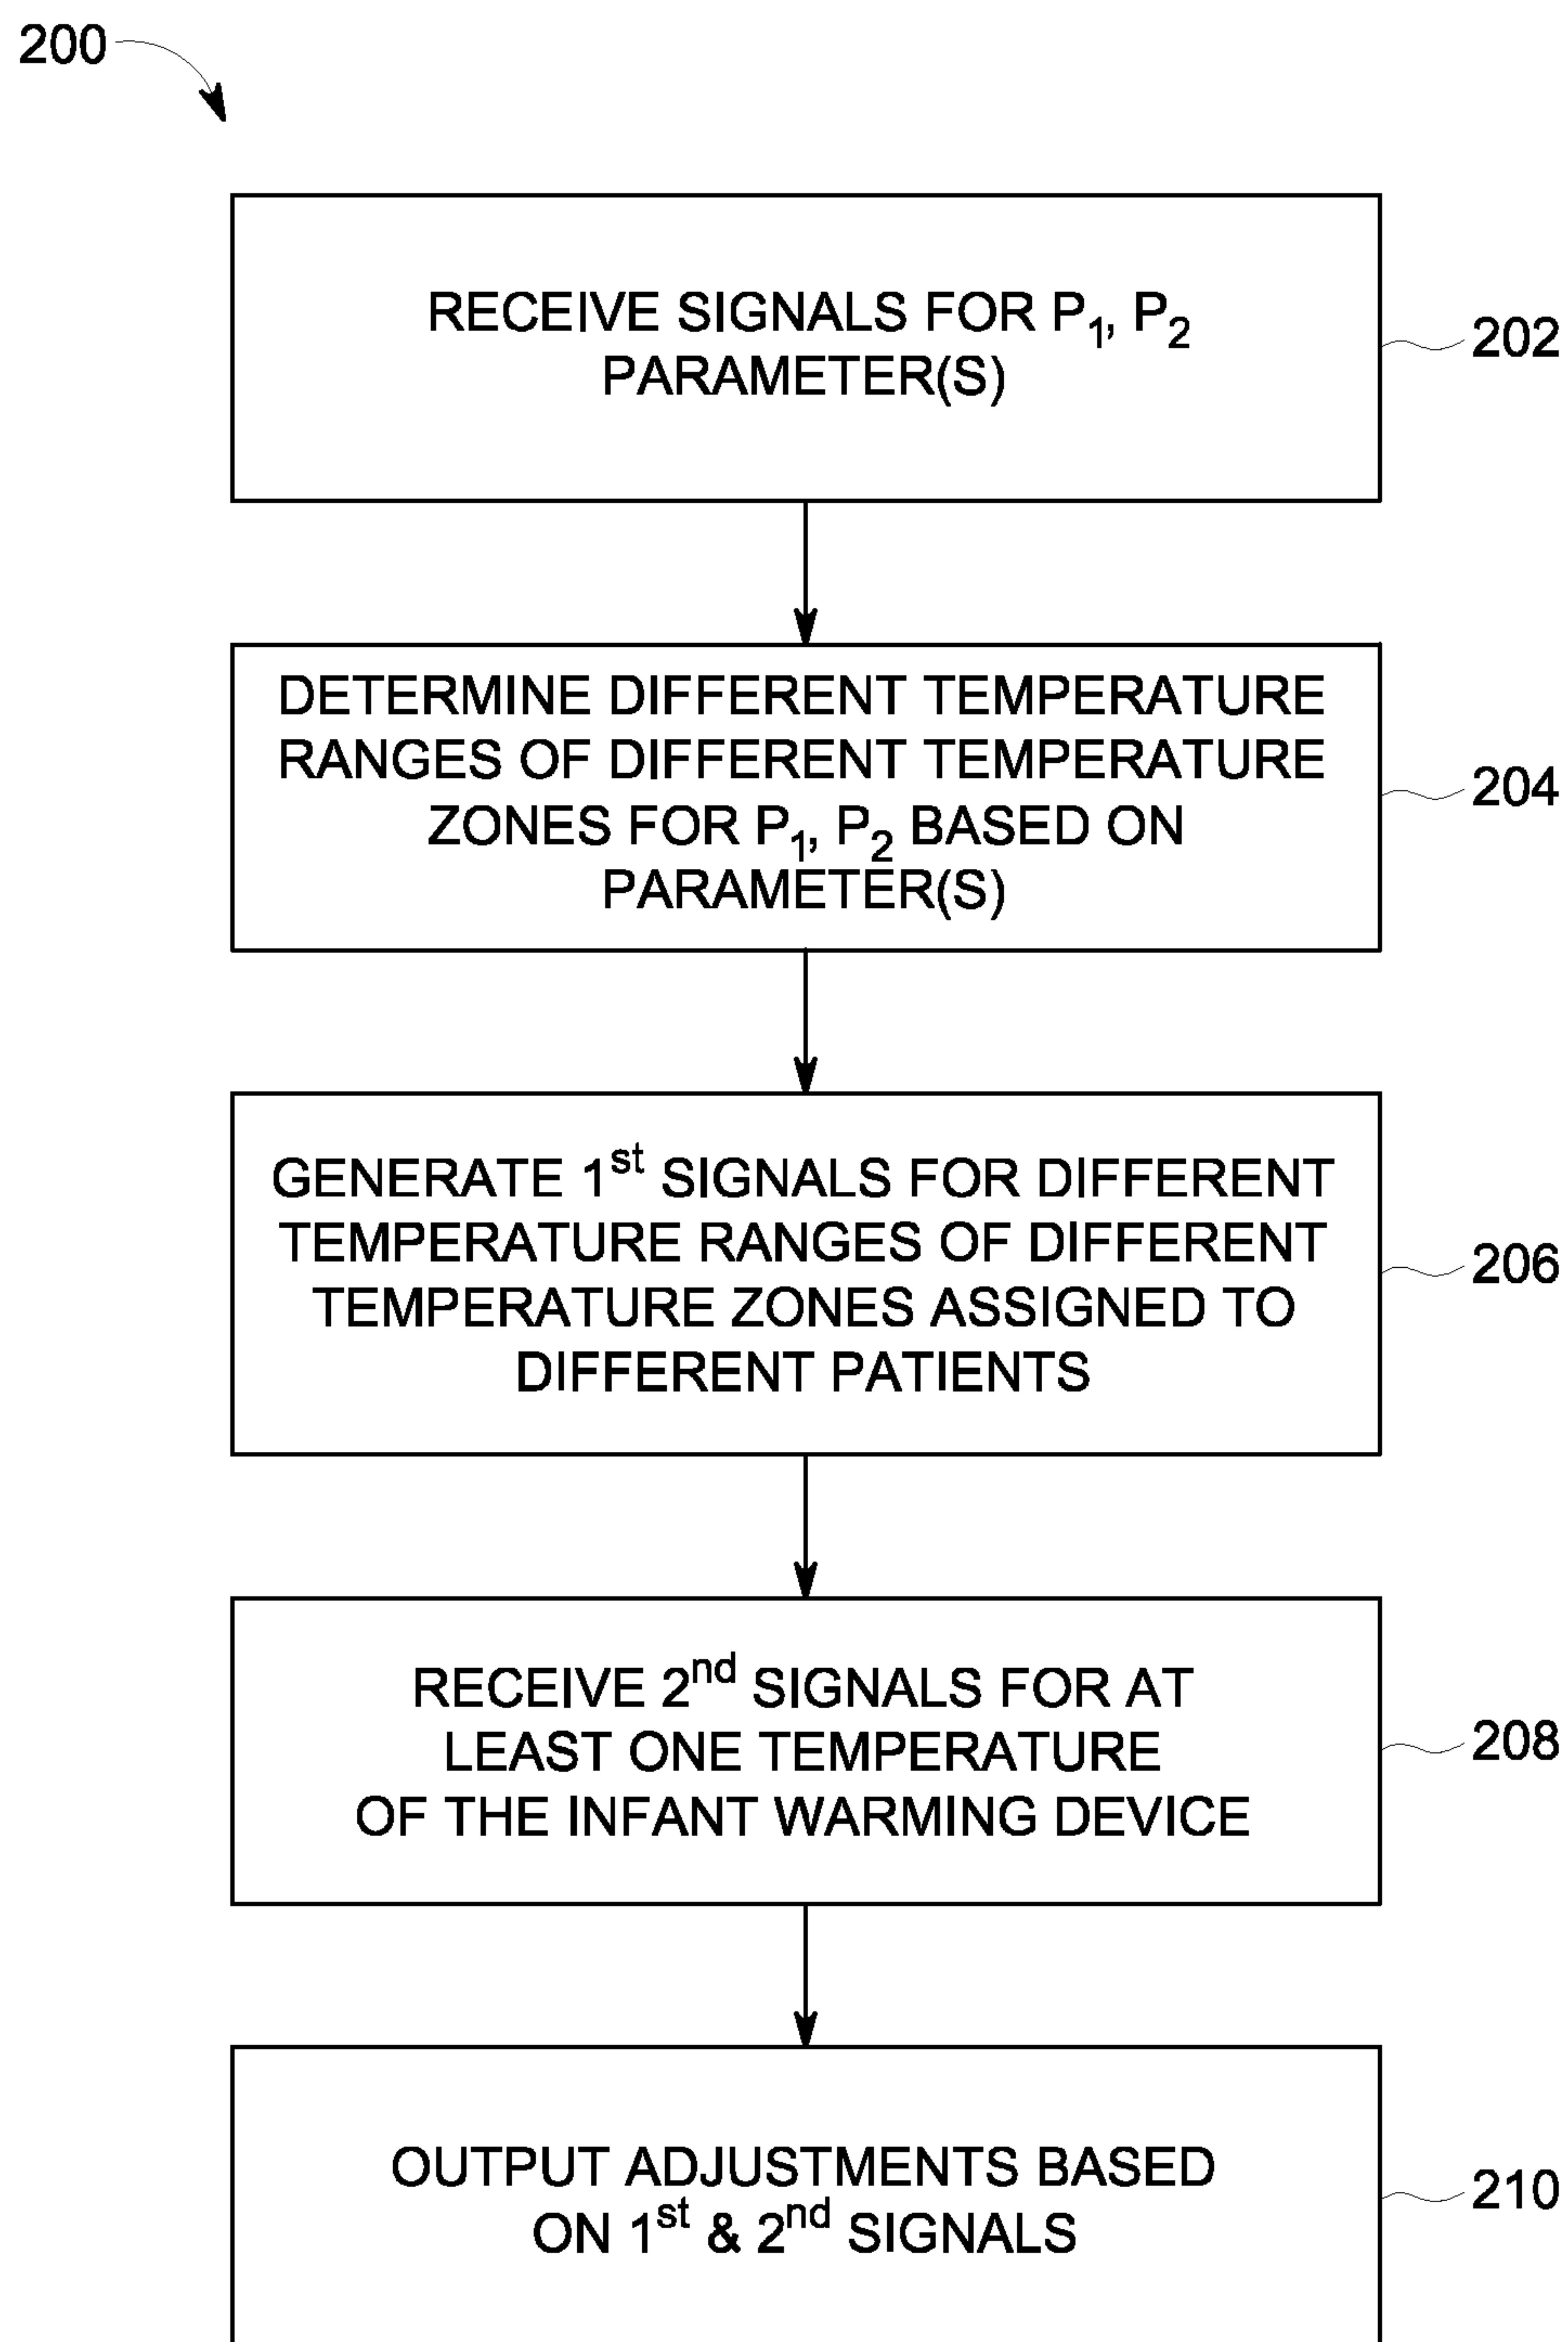 200
RECEIVE SIGNALS FOR P₁, P₂
PARAMETER(S)
202
DETERMINE DIFFERENT TEMPERATURE
RANGES OF DIFFERENT TEMPERATURE
ZONES FOR P₁, P₂ BASED ON
PARAMETER(S)
204
GENERATE 1ˢᵗ SIGNALS FOR DIFFERENT
TEMPERATURE RANGES OF DIFFERENT
TEMPERATURE ZONES ASSIGNED TO
DIFFERENT PATIENTS
206
RECEIVE 2ⁿᵈ SIGNALS FOR AT
LEAST ONE TEMPERATURE
OF THE INFANT WARMING DEVICE
208
OUTPUT ADJUSTMENTS BASED
ON 1ˢᵗ & 2ⁿᵈ SIGNALS
210